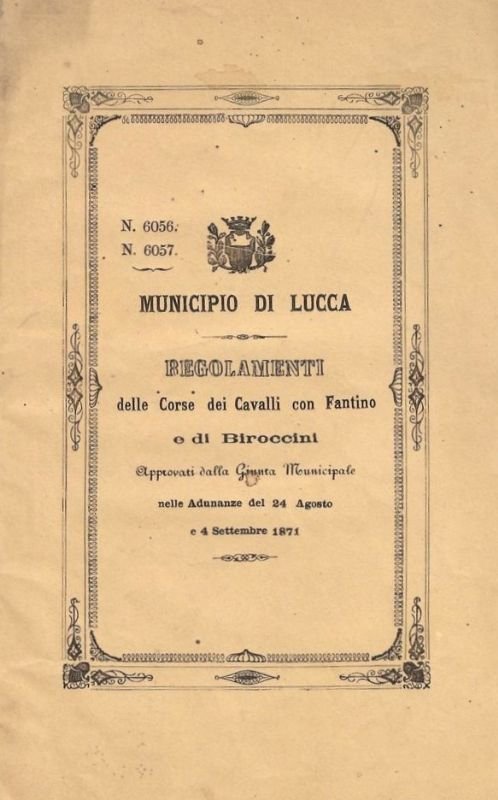 N. 6056.
N. 6057.
MUNICIPIO DI LUCCA
REGOLAMENTI
delle Corse dei Cavalli con Fantino
e di Biroccini
Approvati dalla Giunta Municipale
nelle Adunanze del 24 Agosto
e 4 Settembre 1871